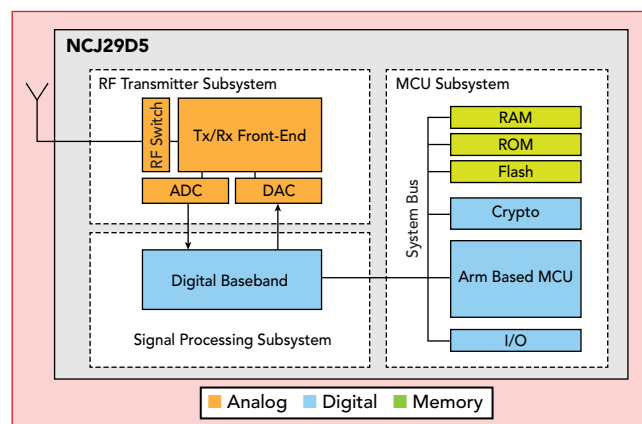 NCJ29D5
RF Transmitter Subsystem
RF Switch
Tx/Rx Front-End
ADC
DAC
Digital Baseband
Signal Processing Subsystem
MCU Subsystem
System Bus
RAM
ROM
Flash
Crypto
Arm Based MCU
I/O
Analog Digital Memory